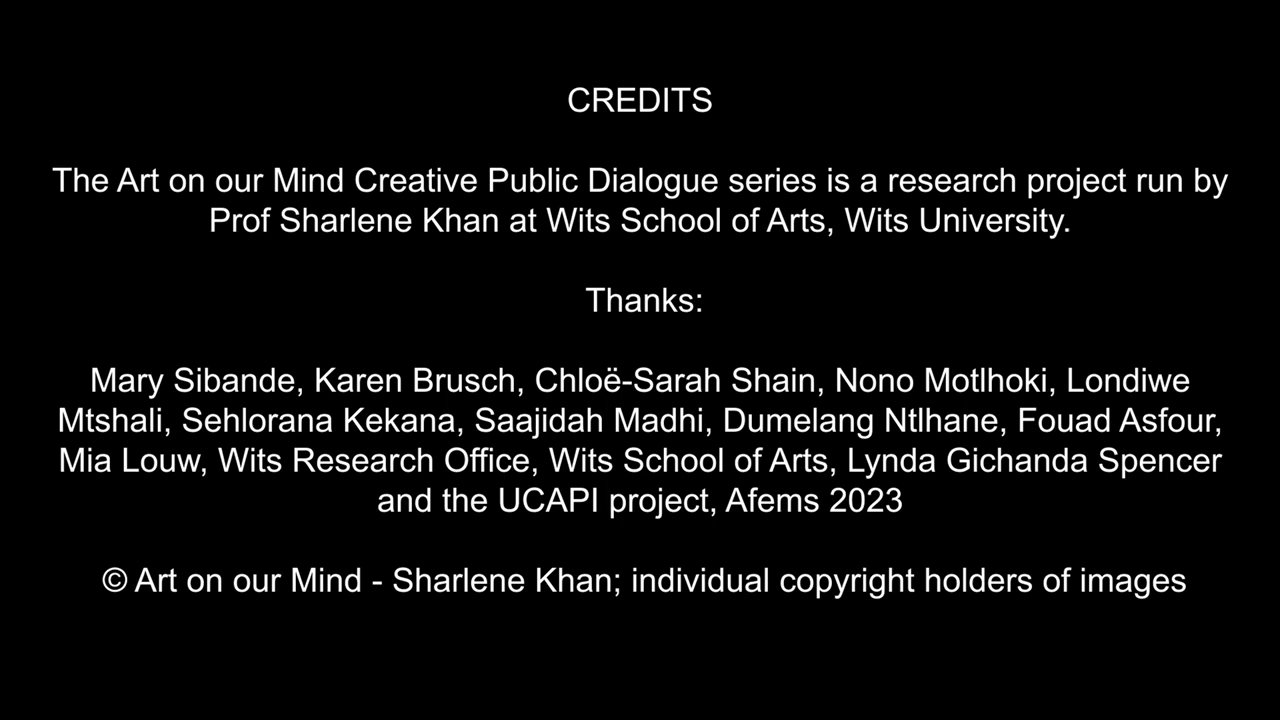 CREDITS
The Art on our Mind Creative Public Dialogue series is a research project run by
Prof Sharlene Khan at Wits School of Arts, Wits University.
Thanks:
Mary Sibande, Karen Brusch, Chloë-Sarah Shain, Nono Motlhoki, Londiwe
Mtshali, Sehlorana Kekana, Saajidah Madhi, Dumelang Ntlhane, Fouad Asfour,
Mia Louw, Wits Research Office, Wits School of Arts, Lynda Gichanda Spencer
and the UCAPI project, Afems 2023
© Art on our Mind - Sharlene Khan; individual copyright holders of images